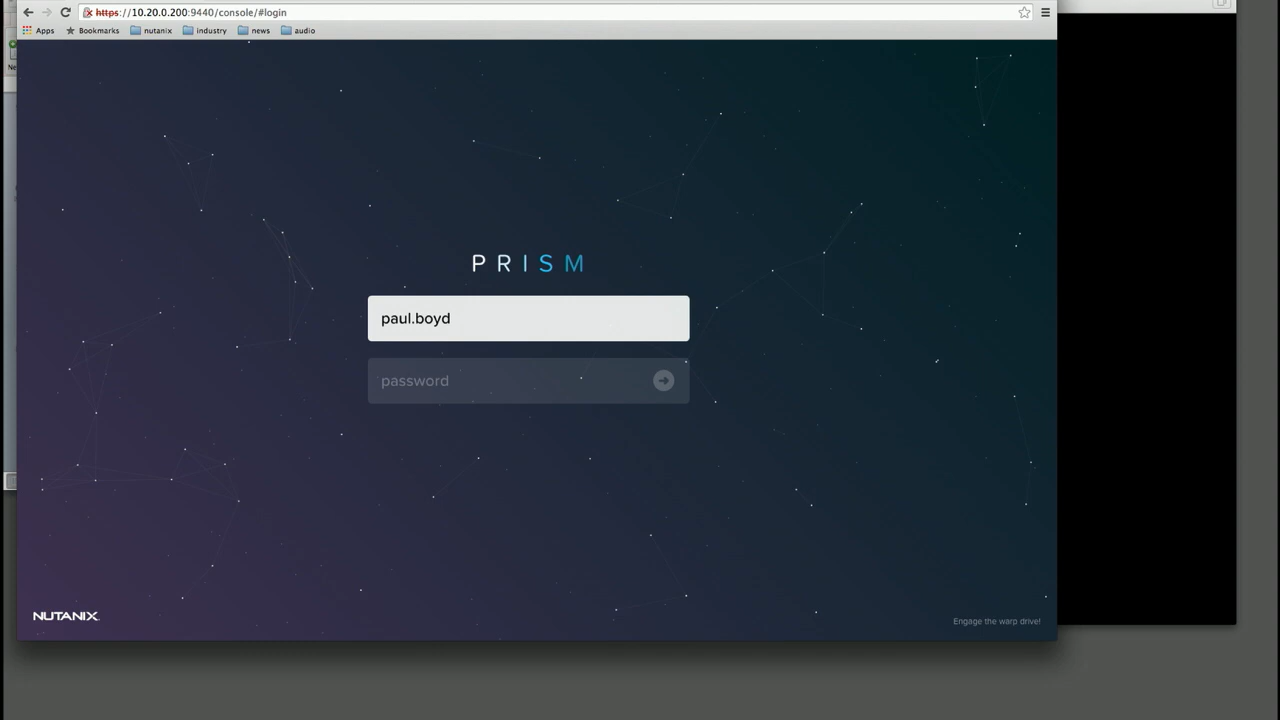 https://10.20.0.200:9440/console/#login
Apps Bookmarks nutanix industry news audio
PRISM
paul.boyd
password
NUTANIX
Engage the warp drive!